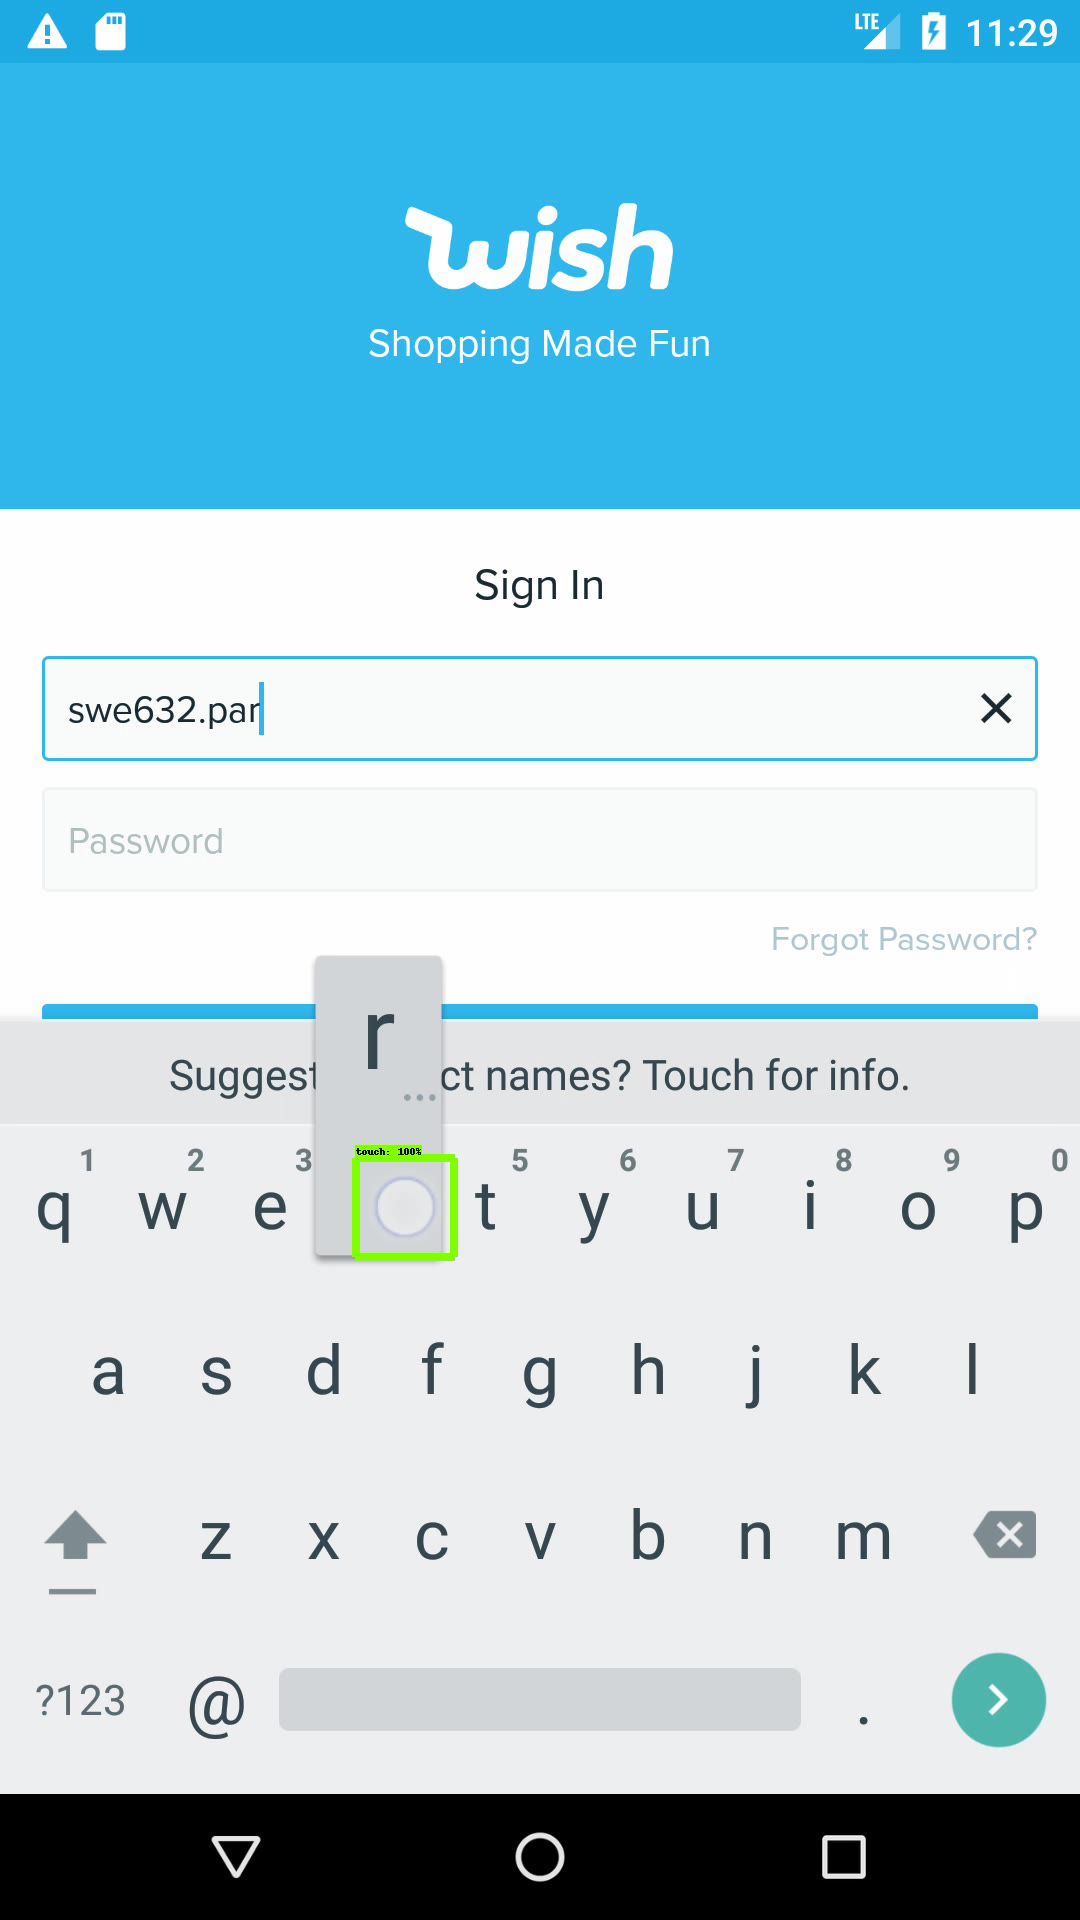 LTE 11:29
wish
Shopping Made Fun
Sign In
swe632.par
Password
Forgot Password?
r
...
Suggest ct names? Touch for info.
touch: 100%
1 2 3 5 6 7 8 9 0
q w e t y u i o p
a s d f g h j k l
z x c v b n m
?123 @ .